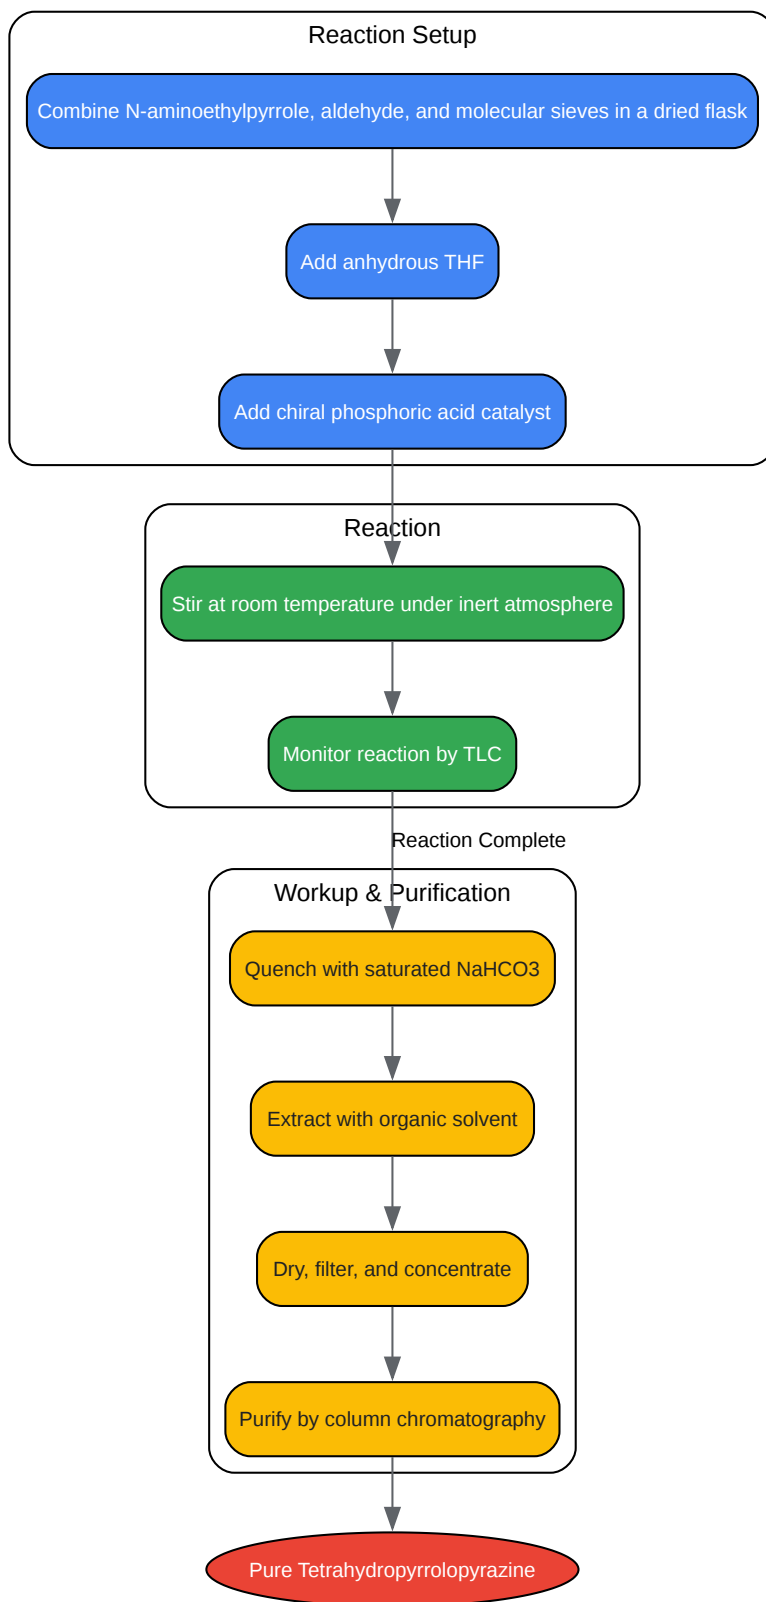 Reaction Setup
Combine N-aminoethylpyrrole, aldehyde, and molecular sieves in a dried flask
Add anhydrous THF
Add chiral phosphoric acid catalyst
Reaction
Stir at room temperature under inert atmosphere
Monitor reaction by TLC
Reaction Complete
Workup & Purification
Quench with saturated NaHCO3
Extract with organic solvent
Dry, filter, and concentrate
Purify by column chromatography
Pure Tetrahydropyrrolopyrazine